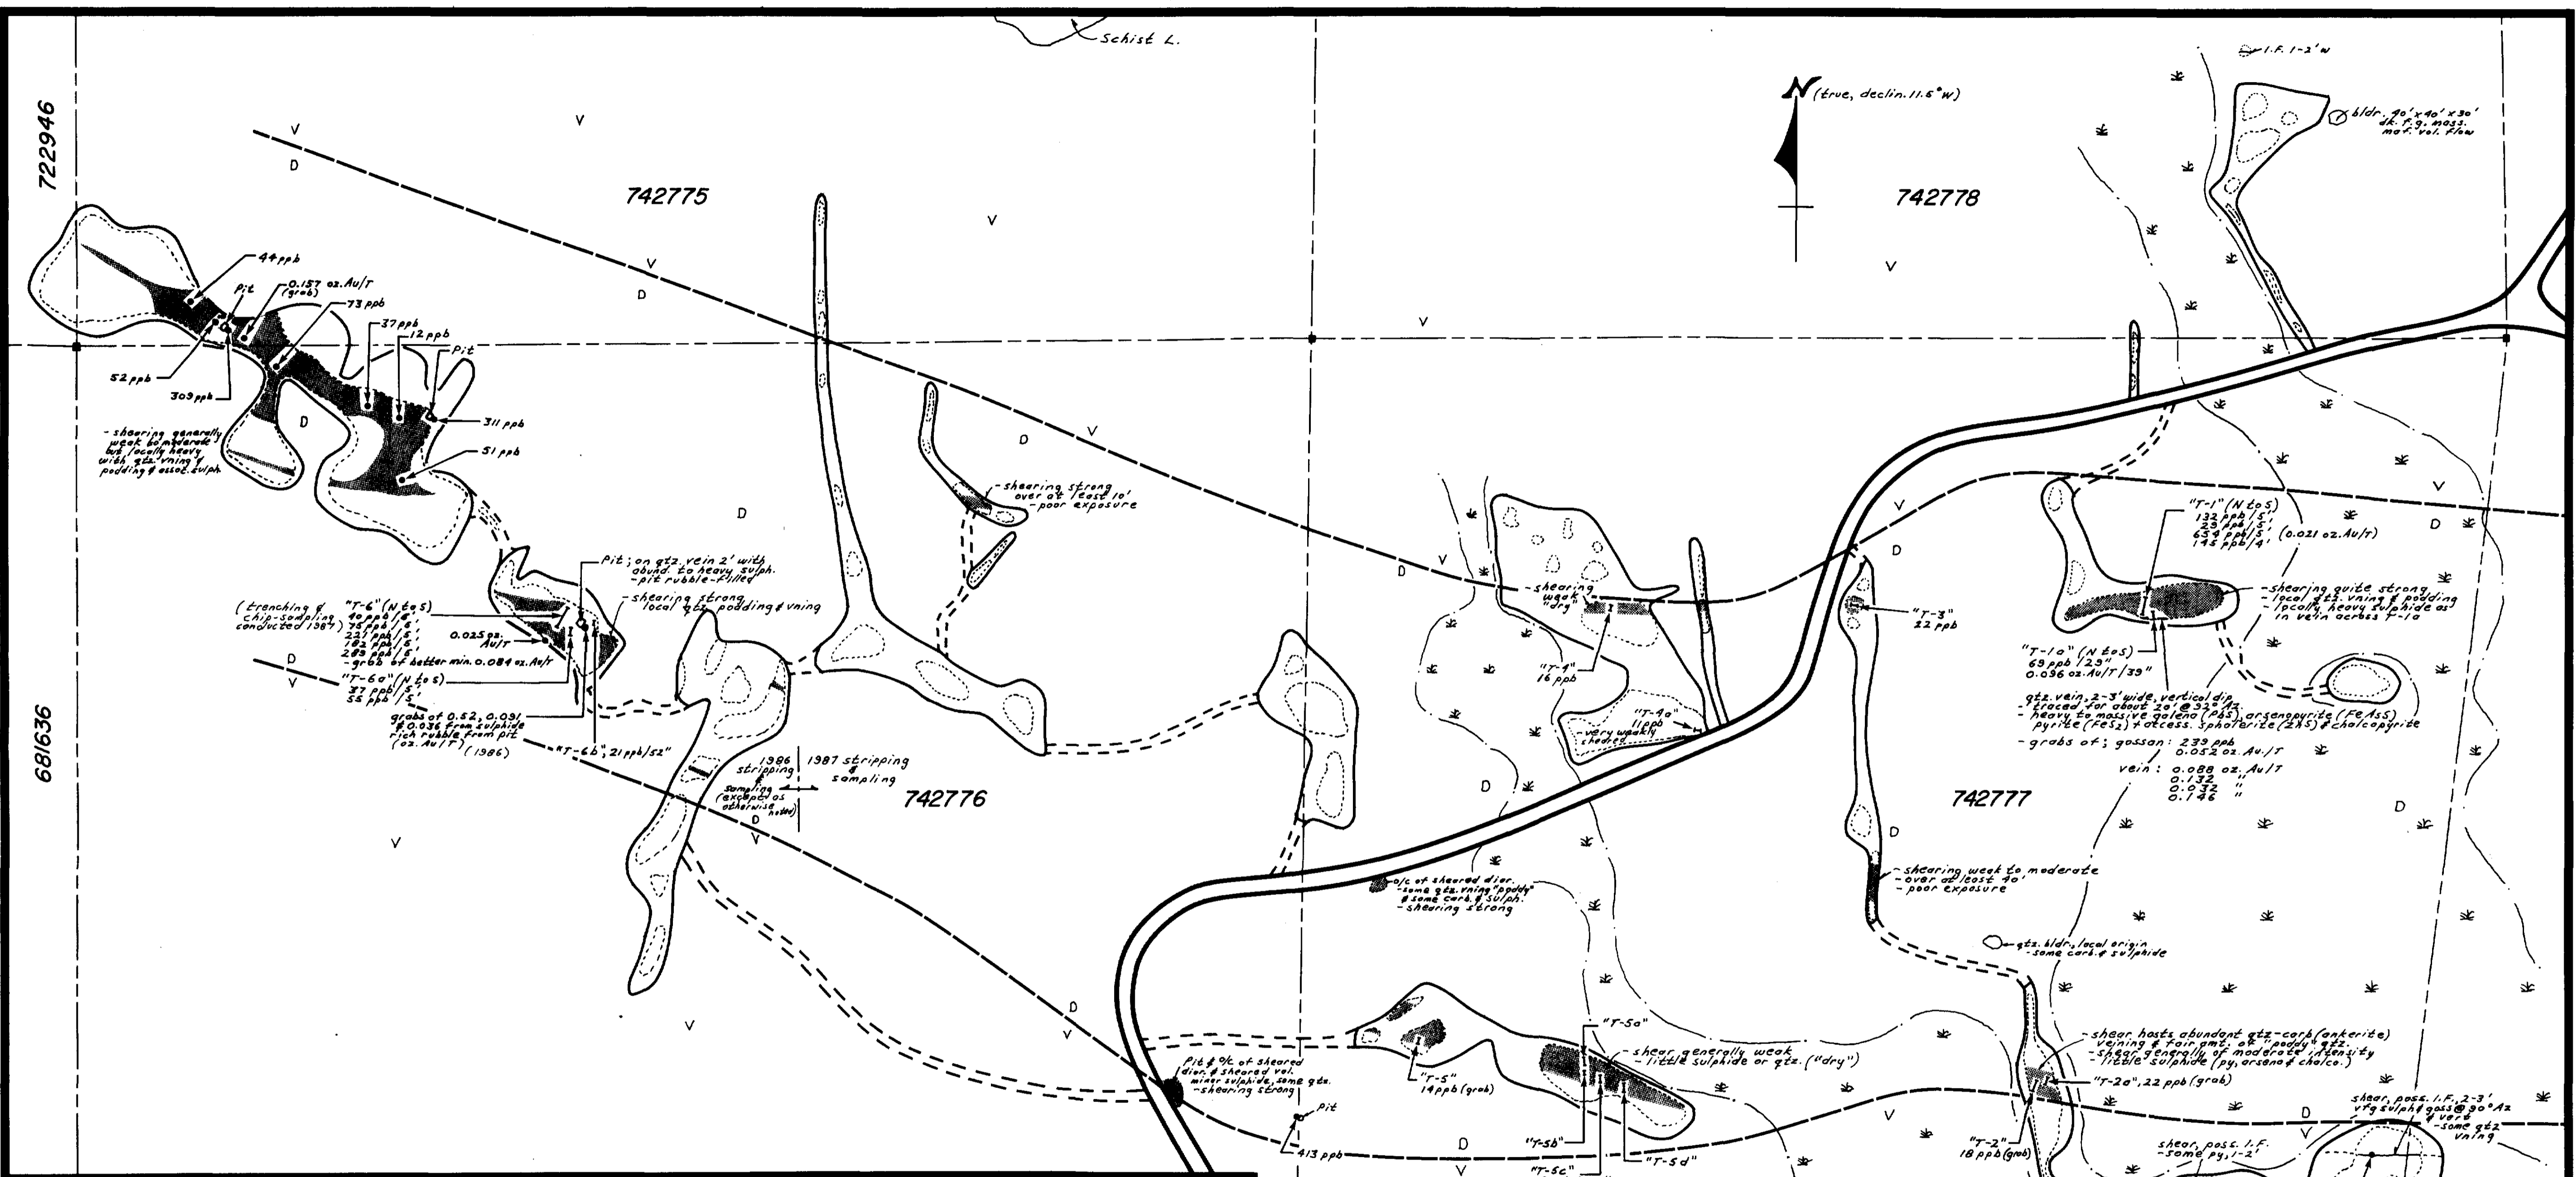 Schist L.
I.F. 1-2' W
N (true, declin. 11.5° W)
bldr. 40' x 40' x 30'
dk. f.g. mass.
maf. vol. flow
722946
742775
742778
44 ppb
Pit
0.157 oz. Au/T
(grab)
73 ppb
37 ppb
12 ppb
Pit
52 ppb
309 ppb
311 ppb
51 ppb
- shearing generally
weak to moderate
but locally heavy
with qtz. vning &
podding & assoc. sulph.
- shearing strong
over at least 10'
- poor exposure
Pit; on qtz. vein 2' with
abund. to heavy sulph.
- pit rubble-filled
- shearing strong
local qtz. podding & vning
(trenching &
chip-sampling
conducted 1987)
"T-6" (N to S)
40 ppb/6'
75 ppb/5'
221 ppb/5'
182 ppb/5'
289 ppb/5'
- grab of better min. 0.084 oz. Au/T
0.025 oz.
Au/T
"T-6a" (N to S)
37 ppb/5'
55 ppb/5'
grabs of 0.52, 0.091
& 0.036 from sulphide
rich rubble from pit
(oz. Au/T) (1986)
"T-6b", 21 ppb/52"
1986
stripping
&
sampling
(except as
otherwise
noted)
1987 stripping
&
sampling
681636
742776
742777
- shearing
weak
"dry"
"T-4"
16 ppb
"T-4a"
11 ppb
- very weakly
sheared
"T-3"
22 ppb
"T-1" (N to S)
132 ppb/5'
29 ppb/5'
654 ppb/5' (0.021 oz. Au/T)
145 ppb/4'
- shearing quite strong
- local qtz. vning & podding
- locally heavy sulphide as
in vein across T-1a
"T-1a" (N to S)
69 ppb/29"
0.096 oz. Au/T/39"
qtz. vein, 2-3' wide, vertical dip
- traced for about 20' @ 92° Az.
- heavy to massive galena (PbS), arsenopyrite (FeAsS)
pyrite (FeS2) + access. sphalerite (ZnS) & chalcopyrite
- grabs of; gossan: 239 ppb
0.052 oz. Au./T
vein: 0.088 oz. Au/T
0.132 "
0.032 "
0.146 "
- o/c of sheared dior.
- some qtz. vning "poddy"
& some carb. & sulph.
- shearing strong
- shearing weak to moderate
- over at least 40'
- poor exposure
qtz. bldr., local origin
- some carb. & sulphide
Pit & o/c of sheared
dior. & sheared vol.
minor sulphide, some qtz.
- shearing strong
Pit
413 ppb
"T-5"
14 ppb (grab)
"T-5a"
- shear generally weak
- little sulphide or qtz. ("dry")
"T-5b"
"T-5c"
"T-5d"
- shear hosts abundant qtz-carb (ankerite)
veining & fair amt. of "poddy" qtz.
- shear generally of moderate intensity
- little sulphide (py, arseno & chalco.)
"T-2a", 22 ppb (grab)
"T-2"
18 ppb (grab)
shear, poss. I.F., 2-3'
vfg sulph & goss @ 90° Az
& vert
- some qtz
vning
shear, poss. I.F.
- some py, 1-2'